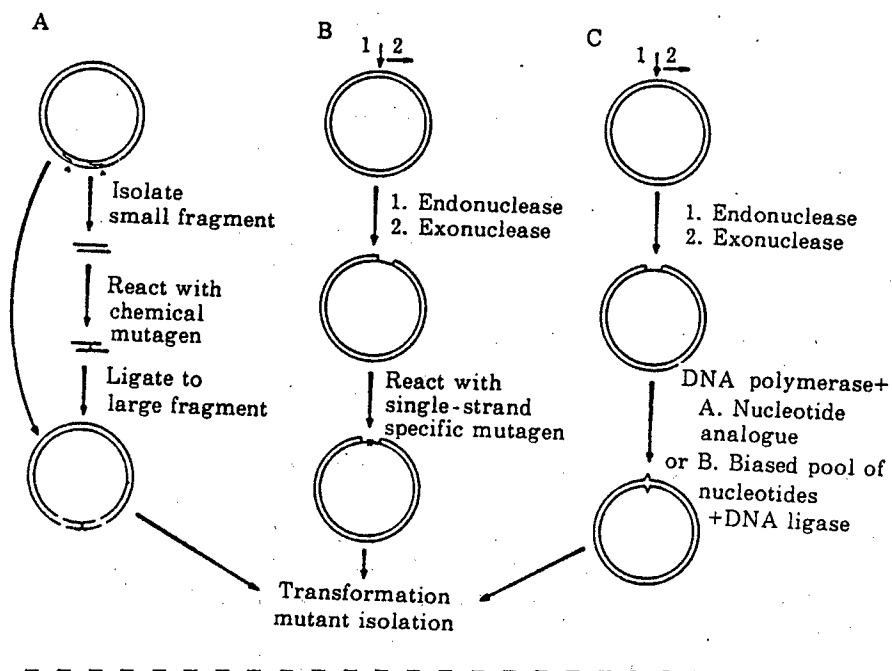 A
Isolate
small fragment
React with
chemical
mutagen
Ligate to
large fragment
B
1 2
1. Endonuclease
2. Exonuclease
React with
single-strand
specific mutagen
C
1 2
1. Endonuclease
2. Exonuclease
DNA polymerase+
A. Nucleotide
analogue
or B. Biased pool of
nucleotides
+DNA ligase
Transformation
mutant isolation